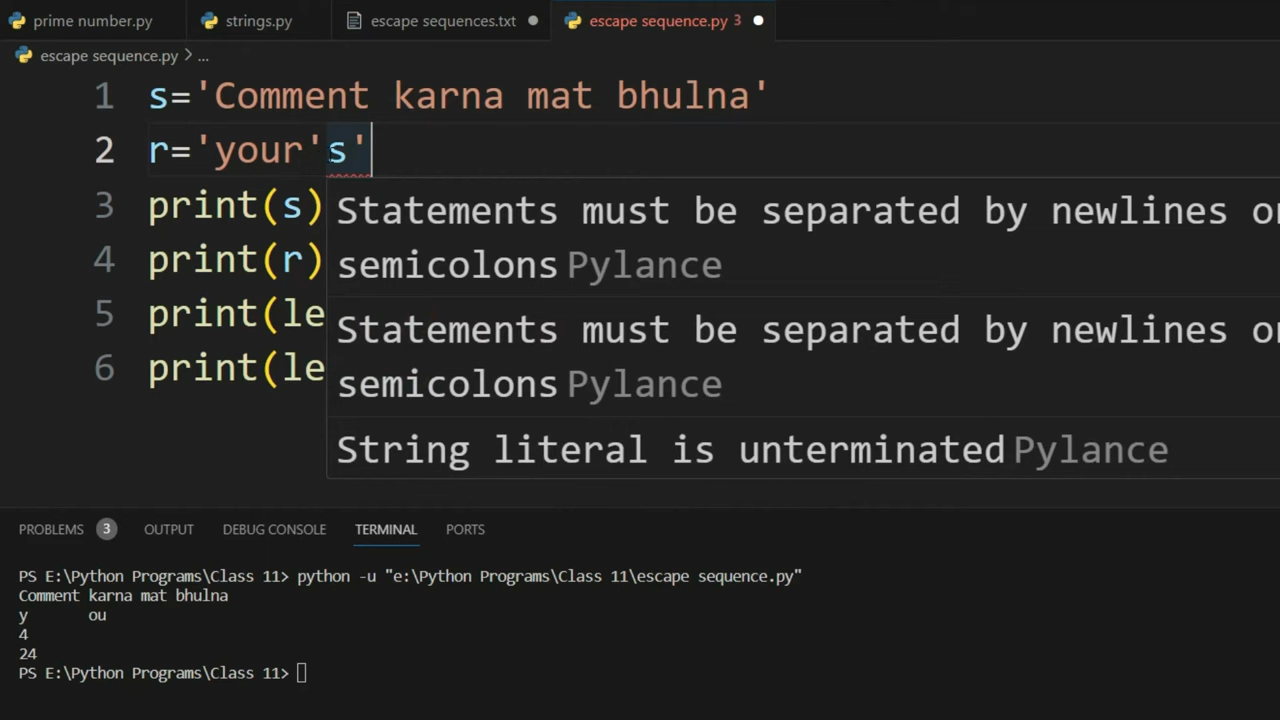 prime number.py
strings.py
escape sequences.txt
escape sequence.py 3
escape sequence.py > ...
1 s='Comment karna mat bhulna'
2 r='your's'
3 print(s)
4 print(r)
5 print(le
6 print(le
Statements must be separated by newlines or
semicolons Pylance
Statements must be separated by newlines or
semicolons Pylance
String literal is unterminated Pylance
PROBLEMS 3 OUTPUT DEBUG CONSOLE TERMINAL PORTS
PS E:\Python Programs\Class 11> python -u "e:\Python Programs\Class 11\escape sequence.py"
Comment karna mat bhulna
y ou
4
24
PS E:\Python Programs\Class 11>